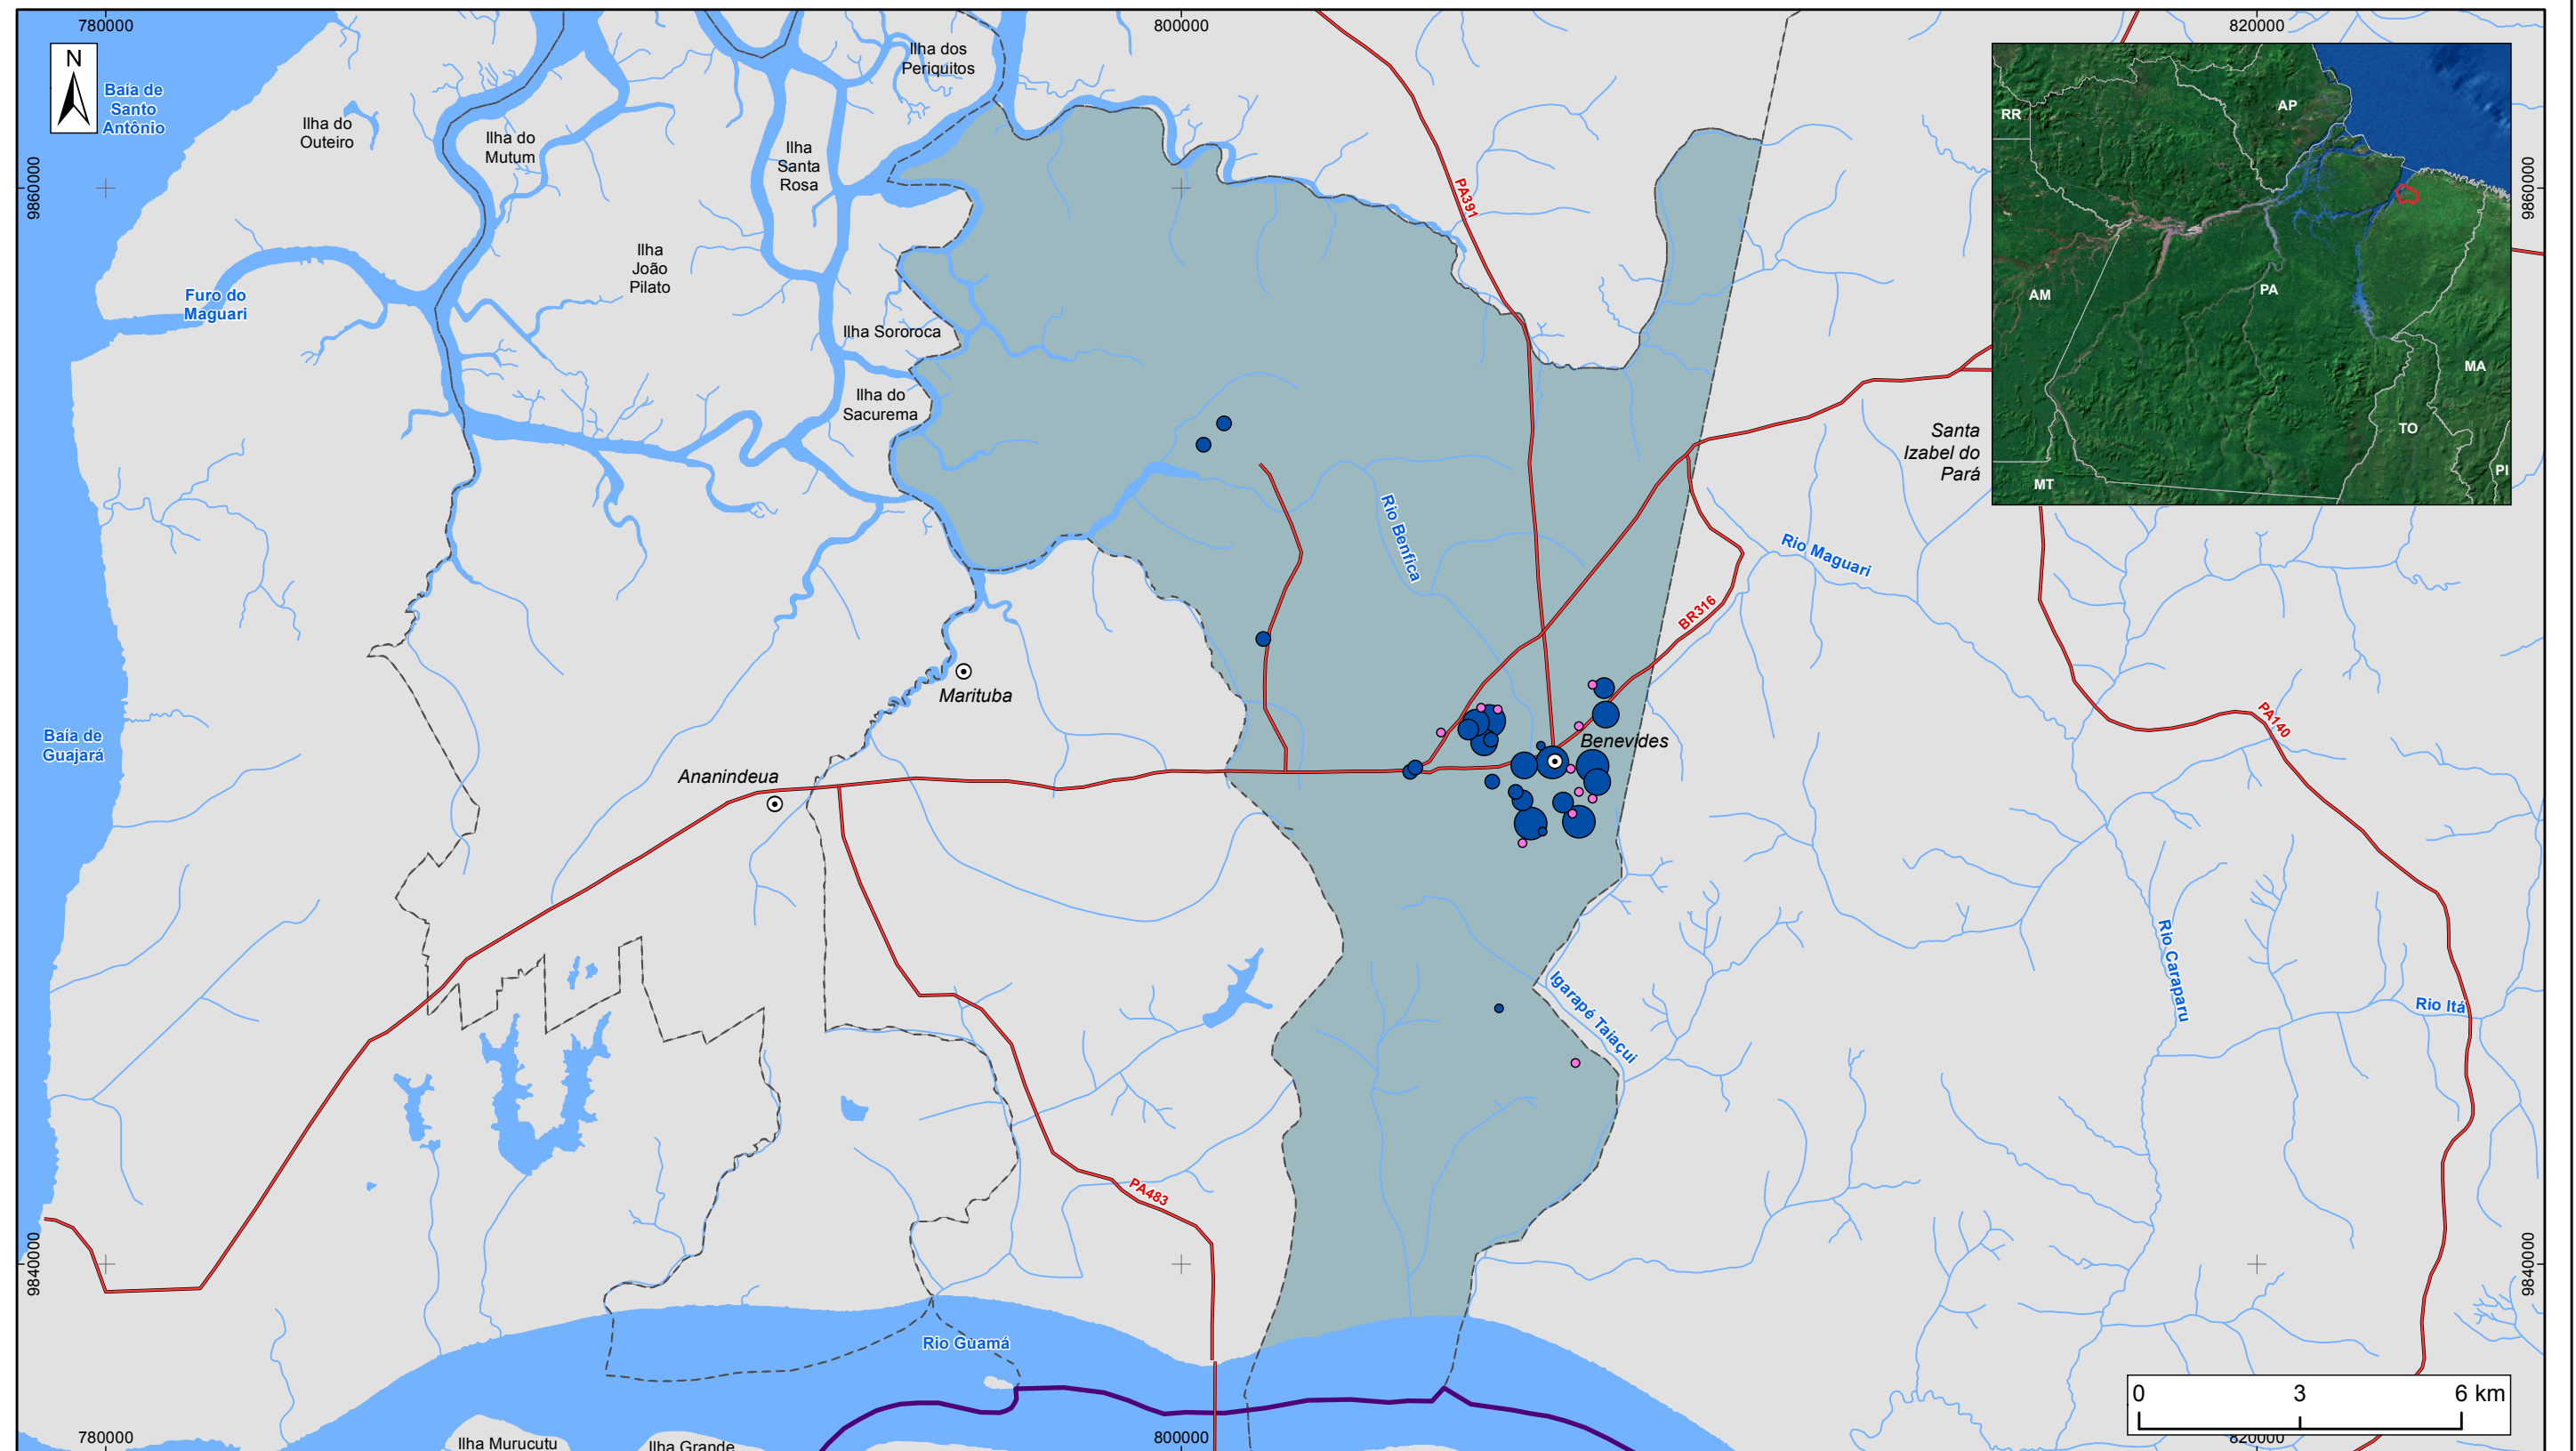 780000
800000
820000
N
Baía de
Santo
Antônio
Ilha do
Outeiro
Ilha do
Mutum
Ilha dos
Periquitos
Ilha
Santa
Rosa
9860000
9860000
PA391
RR
AP
AM
PA
MA
TO
PI
MT
Ilha
João
Pilato
Furo do
Maguari
Ilha Sororoca
Ilha do
Sacurema
Santa
Izabel do
Pará
Rio Benfica
Rio Maguari
BR316
Marituba
Baía de
Guajará
Ananindeua
Benevides
PA140
Rio Caraparu
Rio Itá
Igarapé Taiaçui
PA483
9840000
9840000
Rio Guamá
0 3 6 km
780000
Ilha Murucutu
Ilha Grande
800000
820000